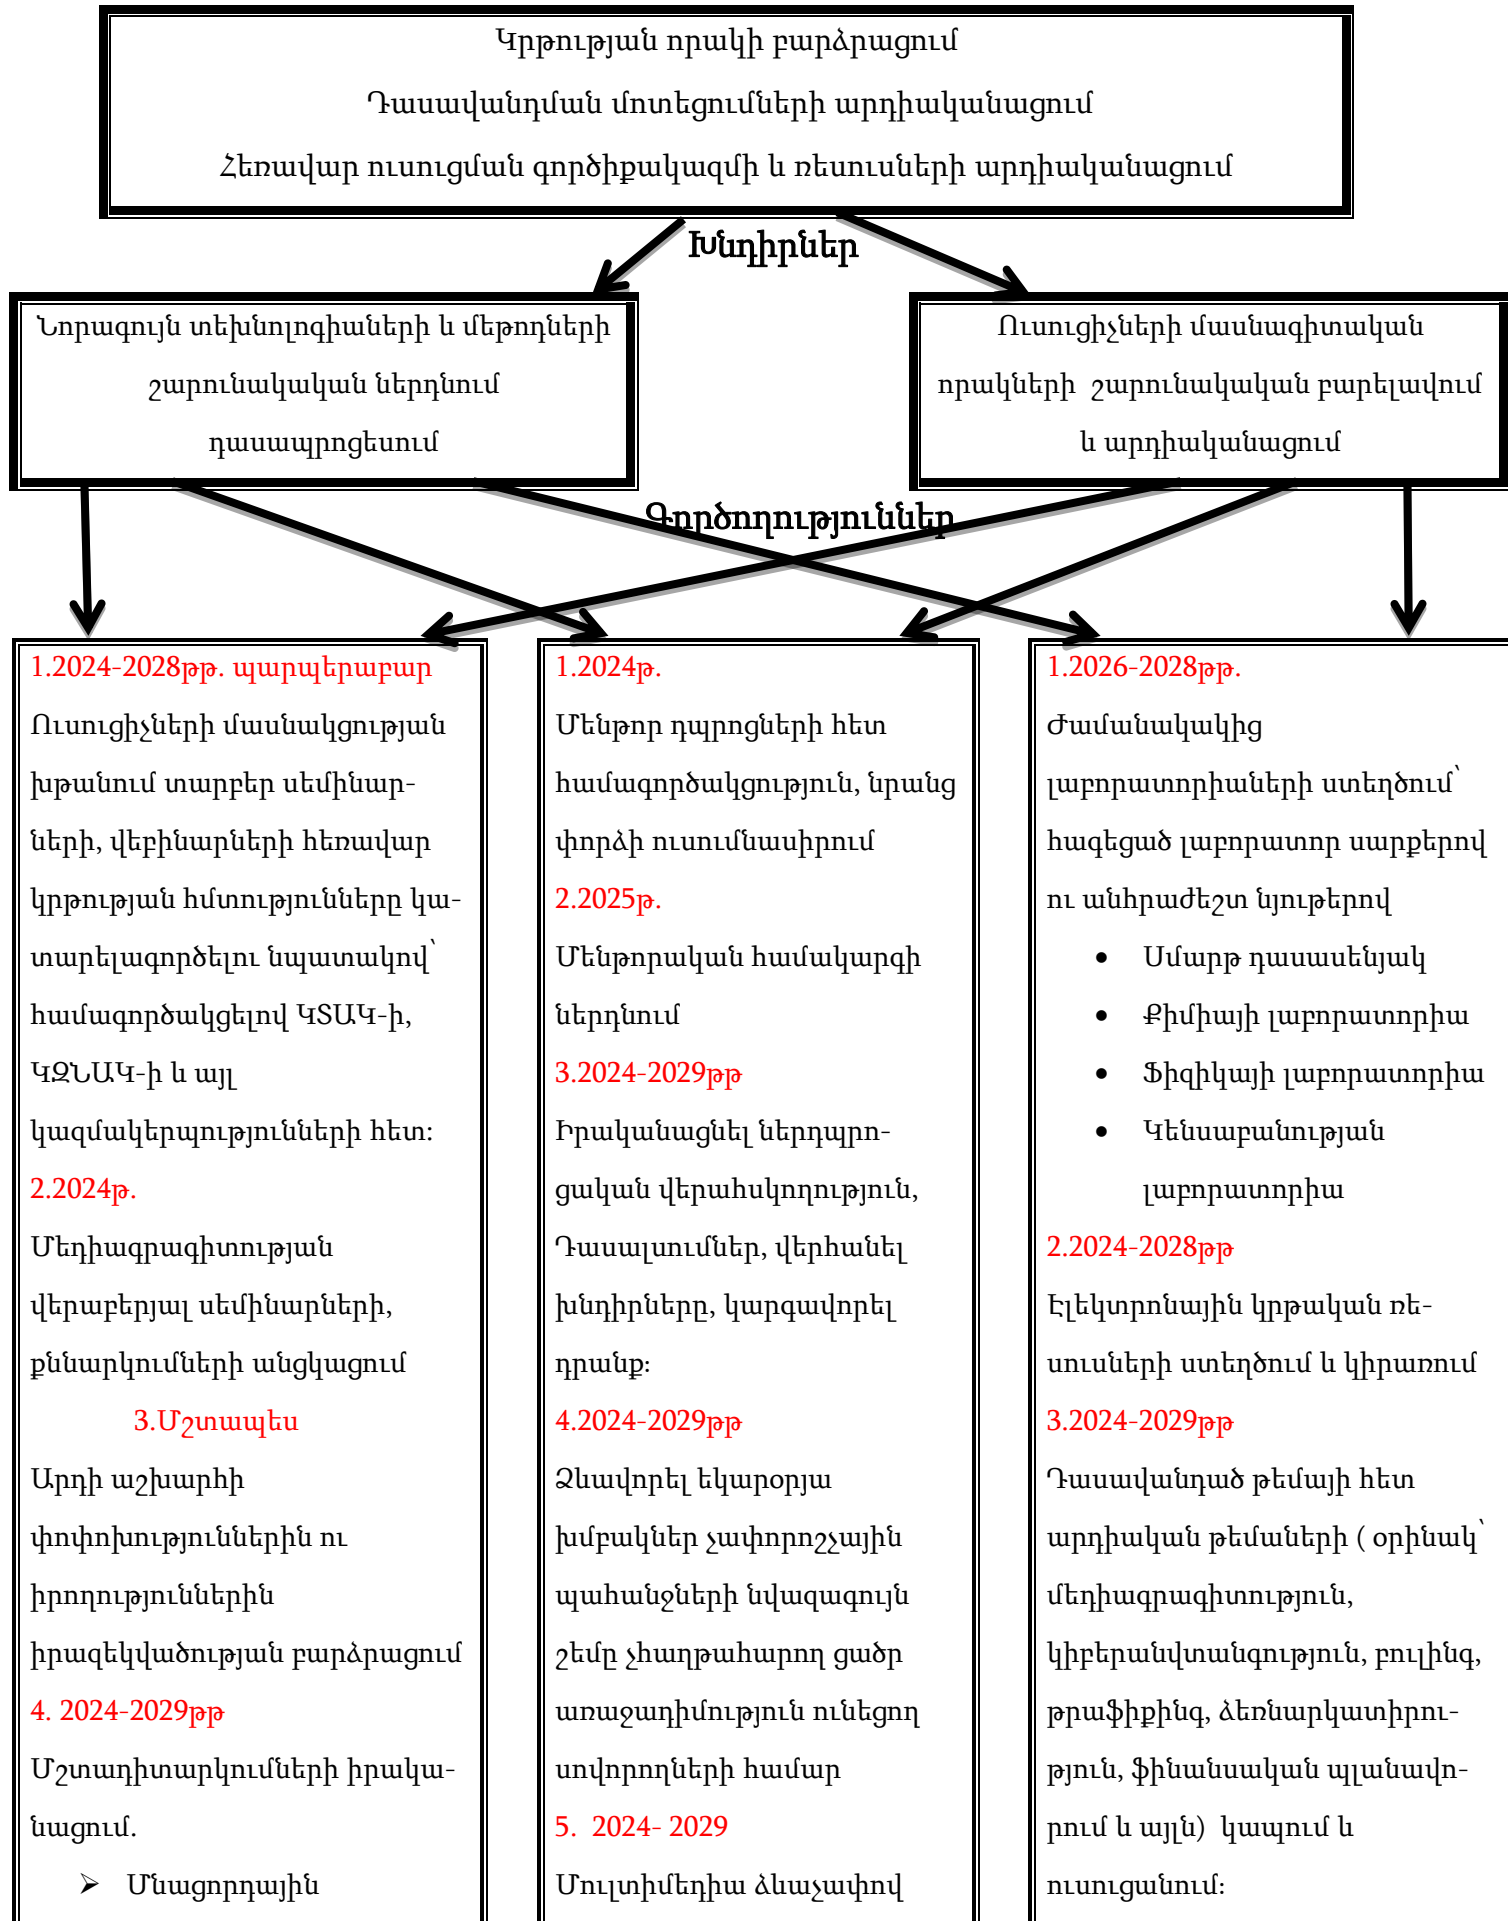 Կրթության որակի բարձրացում
Դասավանդման մոտեցումների արդիականացում
Հեռավար ուսուցման գործիքակազմի և ռեսուսների արդիականացում
Խնդիրներ
Նորագույն տեխնոլոգիաների և մեթոդների
շարունակական ներդնում
դասապրոցեսում
Ուսուցիչների մասնագիտական
որակների շարունակական բարելավում
և արդիականացում
Գործողություններ
1.2024-2028թթ. պարպերաբար
Ուսուցիչների մասնակցության
խթանում տարբեր սեմինար-
ների, վեբինարների հեռավար
կրթության հմտությունները կա-
տարելագործելու նպատակով՝
համագործակցելով ԿՏԱԿ-ի,
ԿԶՆԱԿ-ի և այլ
կազմակերպությունների հետ:
2.2024թ.
Մեդիագրագիտության
վերաբերյալ սեմինարների,
քննարկումների անցկացում
3.Մշտապես
Արդի աշխարհի
փոփոխություններին ու
իրողություններին
իրազեկվածության բարձրացում
4. 2024-2029թթ
Մշտադիտարկումների իրակա-
նացում.
➢ Մնացորդային
1.2024թ.
Մենթոր դպրոցների հետ
համագործակցություն, նրանց
փորձի ուսումնասիրում
2.2025թ.
Մենթորական համակարգի
ներդնում
3.2024-2029թթ
Իրականացնել ներդպրո-
ցական վերահսկողություն,
Դասալսումներ, վերհանել
խնդիրները, կարգավորել
դրանք։
4.2024-2029թթ
Ձևավորել եկարօրյա
խմբակներ չափորոշչային
պահանջների նվազագույն
շեմը չհաղթահարող ցածր
առաջադիմություն ունեցող
սովորողների համար
5. 2024- 2029
Մուլտիմեդիա ձևաչափով
1.2026-2028թթ.
Ժամանակակից
լաբորատորիաների ստեղծում՝
հագեցած լաբորատոր սարքերով
ու անհրաժեշտ նյութերով
• Սմարթ դասասենյակ
• Քիմիայի լաբորատորիա
• Ֆիզիկայի լաբորատորիա
• Կենսաբանության
լաբորատորիա
2.2024-2028թթ
Էլեկտրոնային կրթական ռե-
սուսների ստեղծում և կիրառում
3.2024-2029թթ
Դասավանդած թեմայի հետ
արդիական թեմաների ( օրինակ՝
մեդիագրագիտություն,
կիբերանվտանգություն, բուլինգ,
թրաֆիքինգ, ձեռնարկատիրու-
թյուն, ֆինանսական պլանավո-
րում և այլն) կապում և
ուսուցանում։